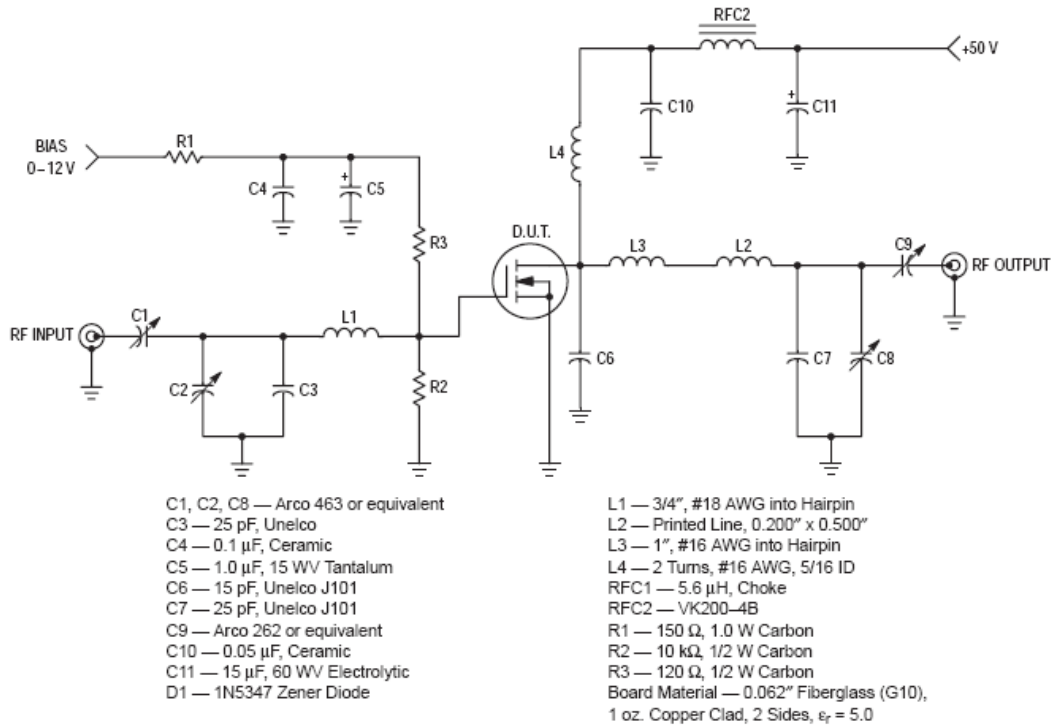 RFC2
+50 V
C10
C11
BIAS
0–12 V
R1
L4
C4
+
C5
+
R3
D.U.T.
L3
L2
C9
RF OUTPUT
RF INPUT
C1
L1
C2
C3
R2
C6
C7
C8
C1, C2, C8 — Arco 463 or equivalent
C3 — 25 pF, Unelco
C4 — 0.1 µF, Ceramic
C5 — 1.0 µF, 15 WV Tantalum
C6 — 15 pF, Unelco J101
C7 — 25 pF, Unelco J101
C9 — Arco 262 or equivalent
C10 — 0.05 µF, Ceramic
C11 — 15 µF, 60 WV Electrolytic
D1 — 1N5347 Zener Diode
L1 — 3/4″, #18 AWG into Hairpin
L2 — Printed Line, 0.200″ x 0.500″
L3 — 1″, #16 AWG into Hairpin
L4 — 2 Turns, #16 AWG, 5/16 ID
RFC1 — 5.6 µH, Choke
RFC2 — VK200–4B
R1 — 150 Ω, 1.0 W Carbon
R2 — 10 kΩ, 1/2 W Carbon
R3 — 120 Ω, 1/2 W Carbon
Board Material — 0.062″ Fiberglass (G10),
1 oz. Copper Clad, 2 Sides, εr = 5.0